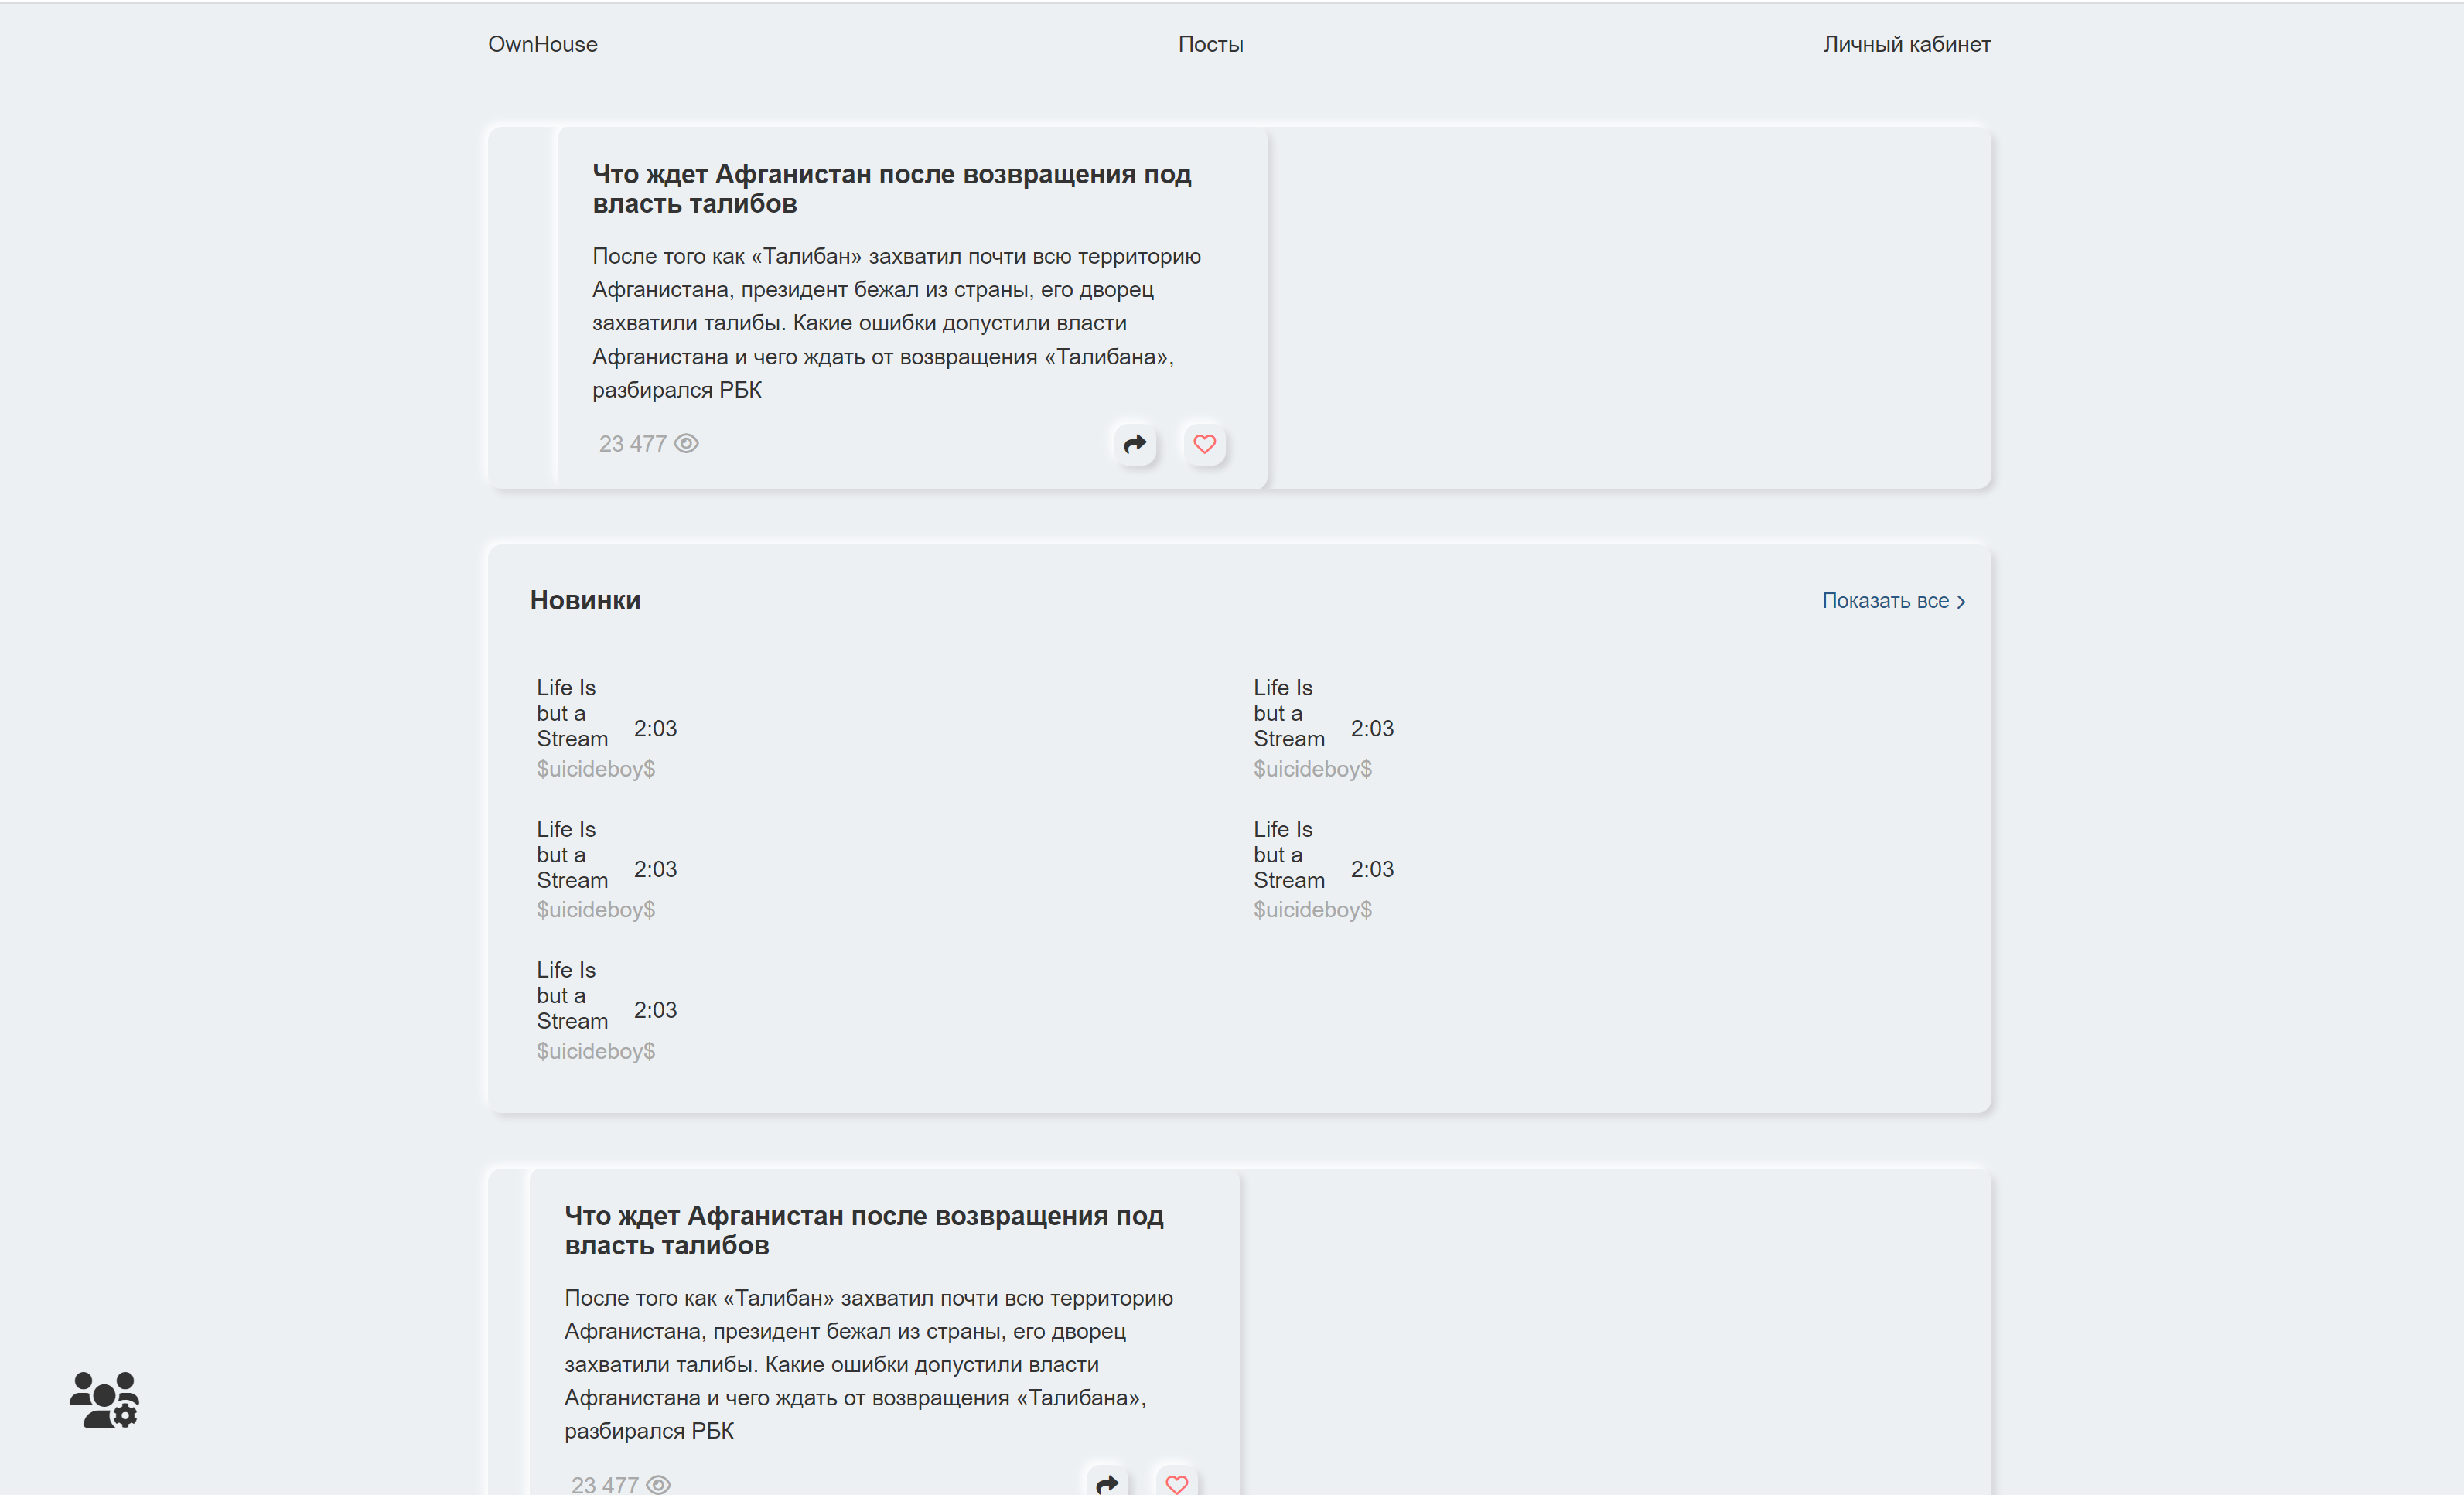 OwnHouse
Посты
Личный кабинет
Что ждет Афганистан после возвращения под
власть талибов
После того как «Талибан» захватил почти всю территорию
Афганистана, президент бежал из страны, его дворец
захватили талибы. Какие ошибки допустили власти
Афганистана и чего ждать от возвращения «Талибана»,
разбирался РБК
23 477
Новинки
Показать все
Life Is
but a
Stream
2:03
$uicideboy$
Life Is
but a
Stream
2:03
$uicideboy$
Life Is
but a
Stream
2:03
$uicideboy$
Life Is
but a
Stream
2:03
$uicideboy$
Life Is
but a
Stream
2:03
$uicideboy$
Что ждет Афганистан после возвращения под
власть талибов
После того как «Талибан» захватил почти всю территорию
Афганистана, президент бежал из страны, его дворец
захватили талибы. Какие ошибки допустили власти
Афганистана и чего ждать от возвращения «Талибана»,
разбирался РБК
23 477